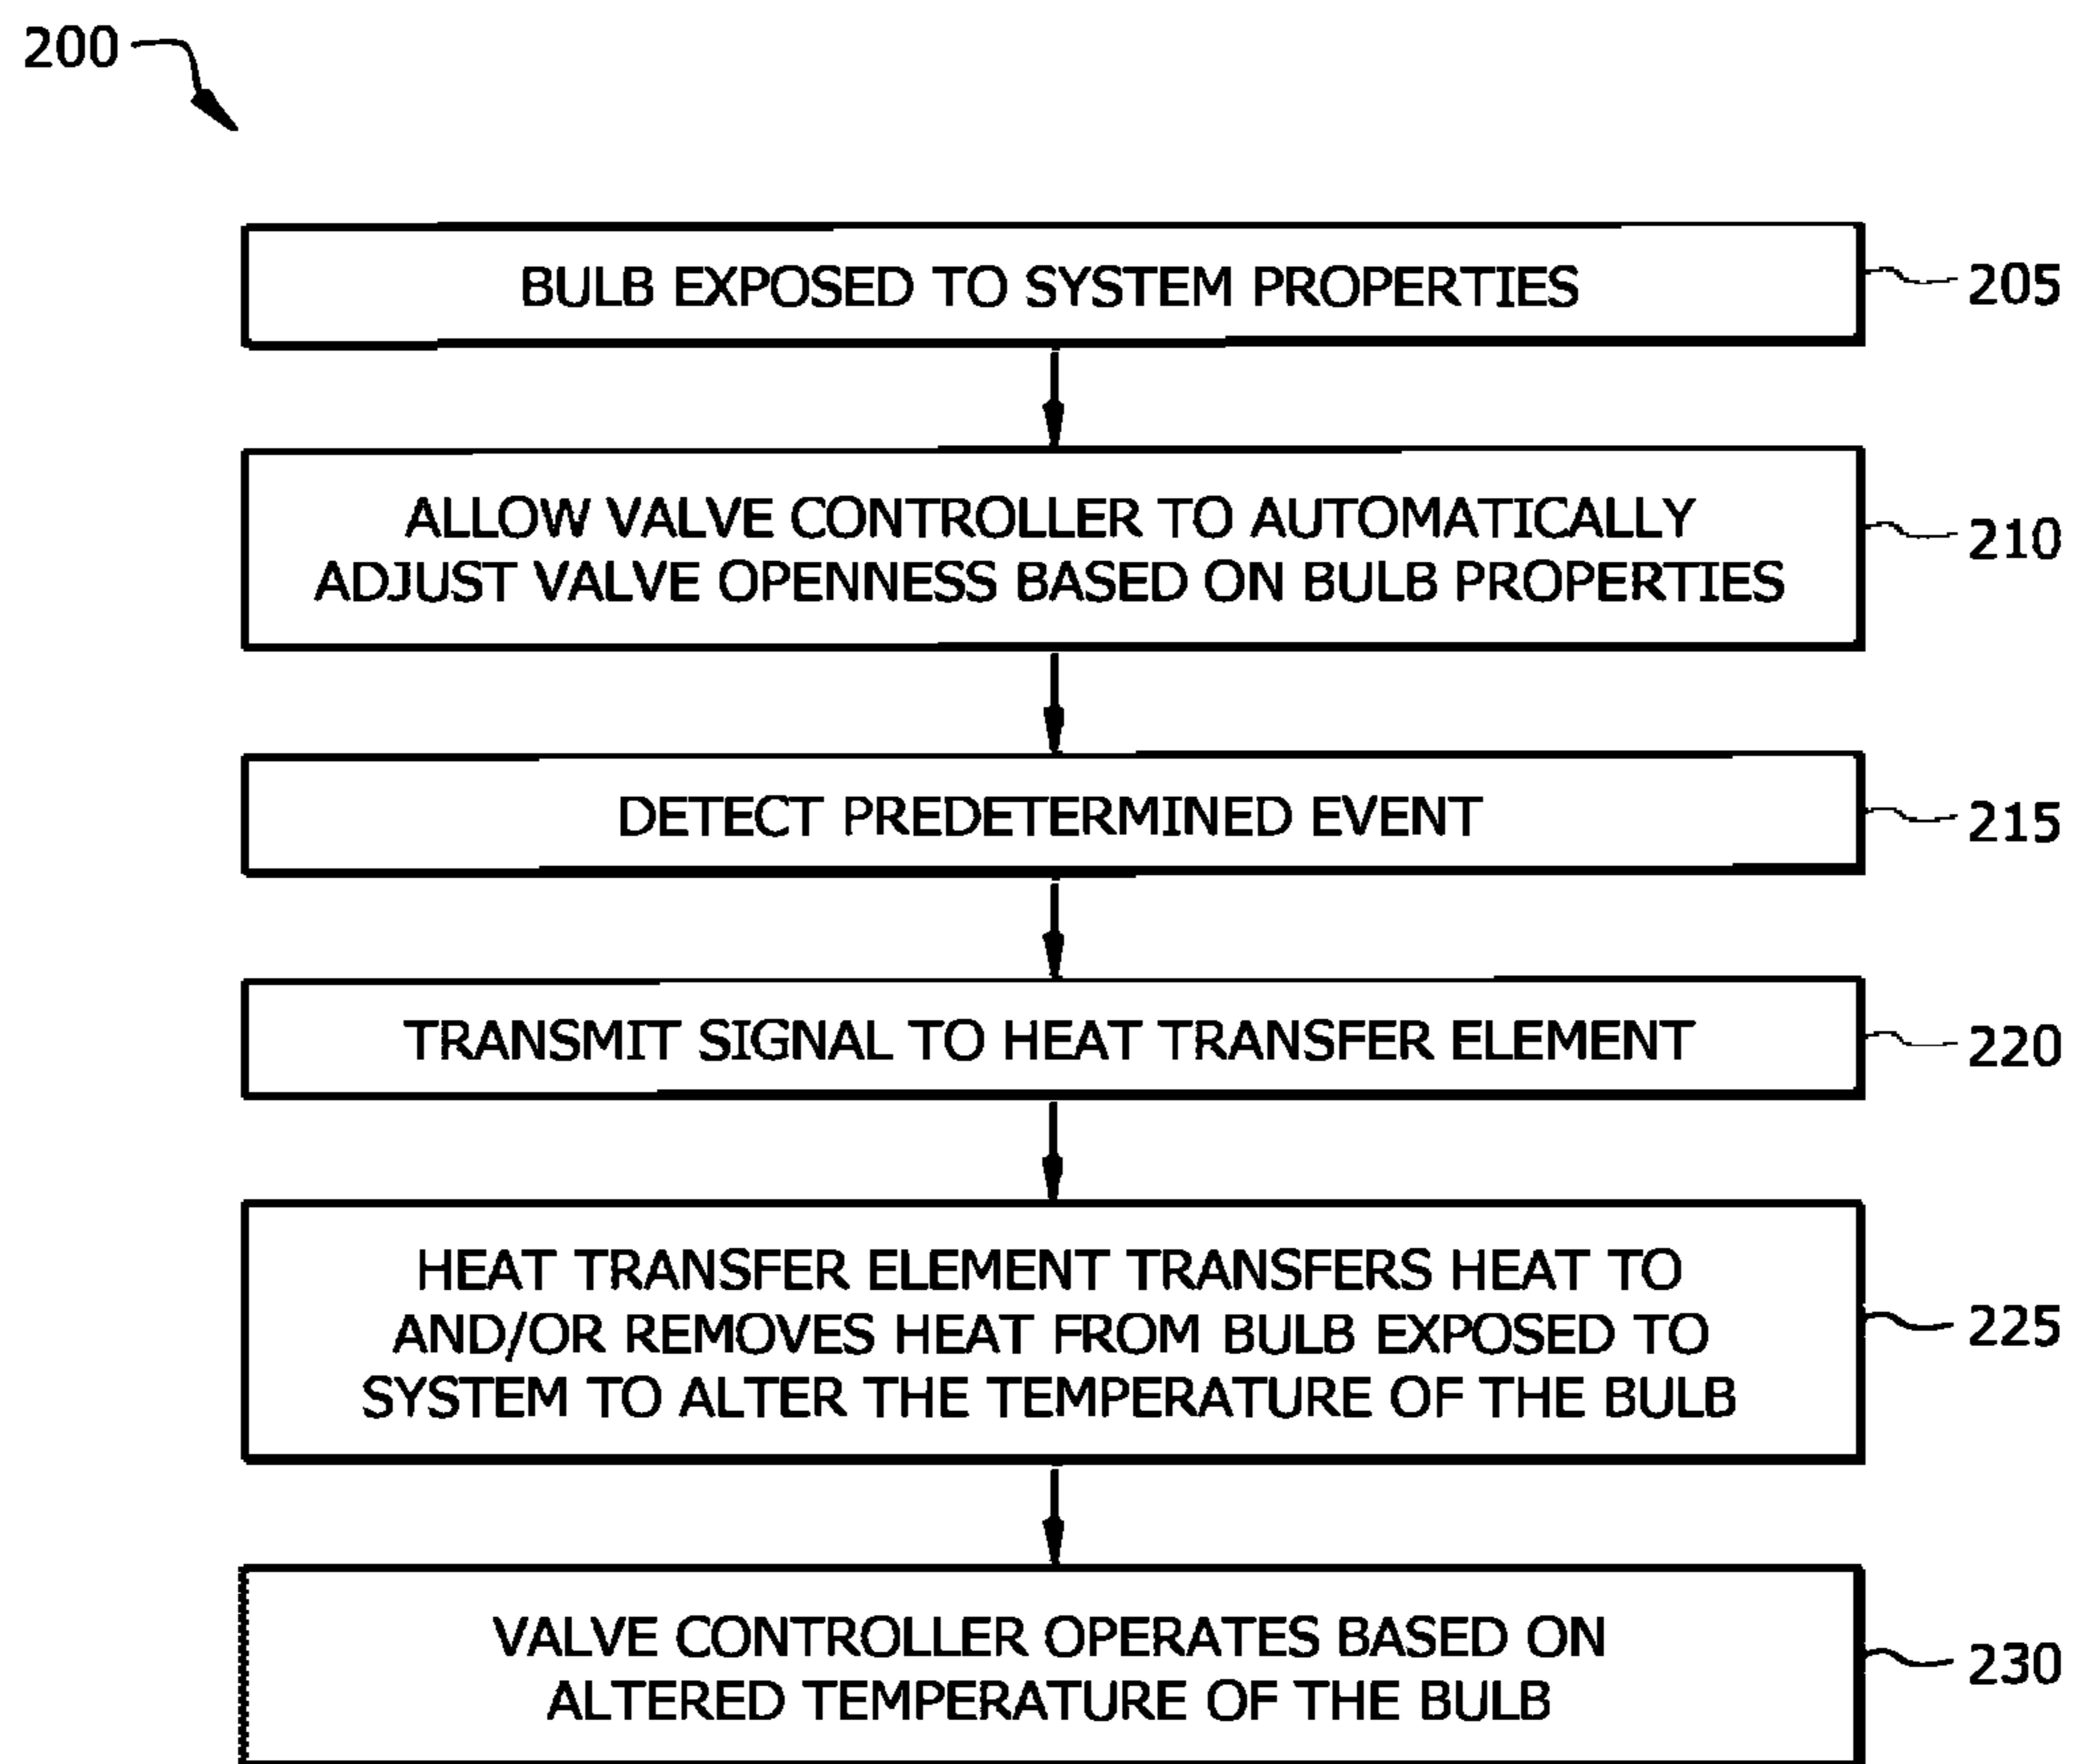 200
BULB EXPOSED TO SYSTEM PROPERTIES
205
ALLOW VALVE CONTROLLER TO AUTOMATICALLY
ADJUST VALVE OPENNESS BASED ON BULB PROPERTIES
210
DETECT PREDETERMINED EVENT
215
TRANSMIT SIGNAL TO HEAT TRANSFER ELEMENT
220
HEAT TRANSFER ELEMENT TRANSFERS HEAT TO
AND/OR REMOVES HEAT FROM BULB EXPOSED TO
SYSTEM TO ALTER THE TEMPERATURE OF THE BULB
225
VALVE CONTROLLER OPERATES BASED ON
ALTERED TEMPERATURE OF THE BULB
230